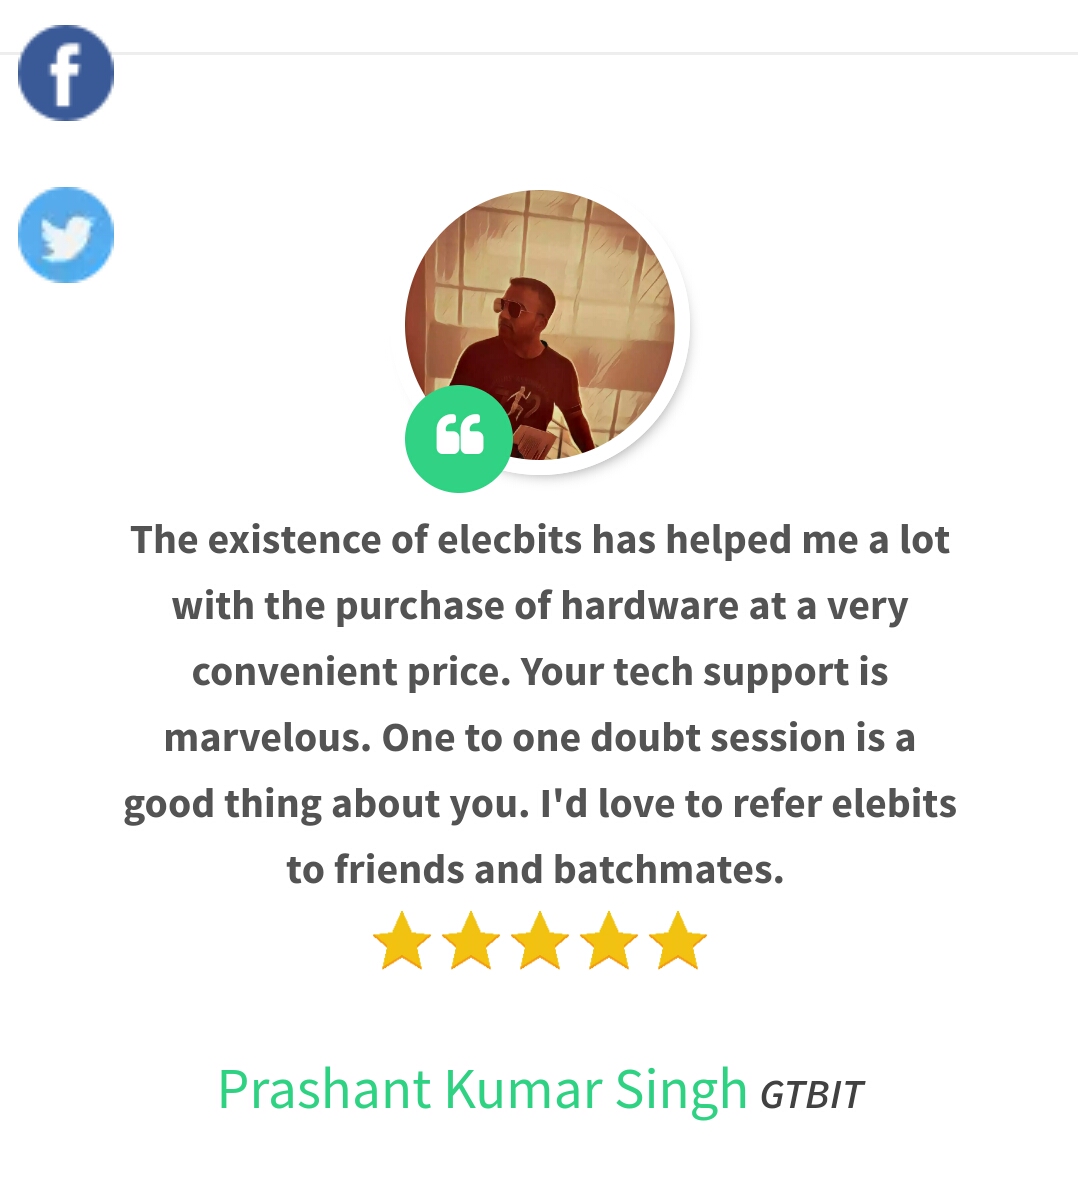 The existence of elecbits has helped me a lot
with the purchase of hardware at a very
convenient price. Your tech support is
marvelous. One to one doubt session is a
good thing about you. I'd love to refer elebits
to friends and batchmates.
Prashant Kumar Singh GTBIT